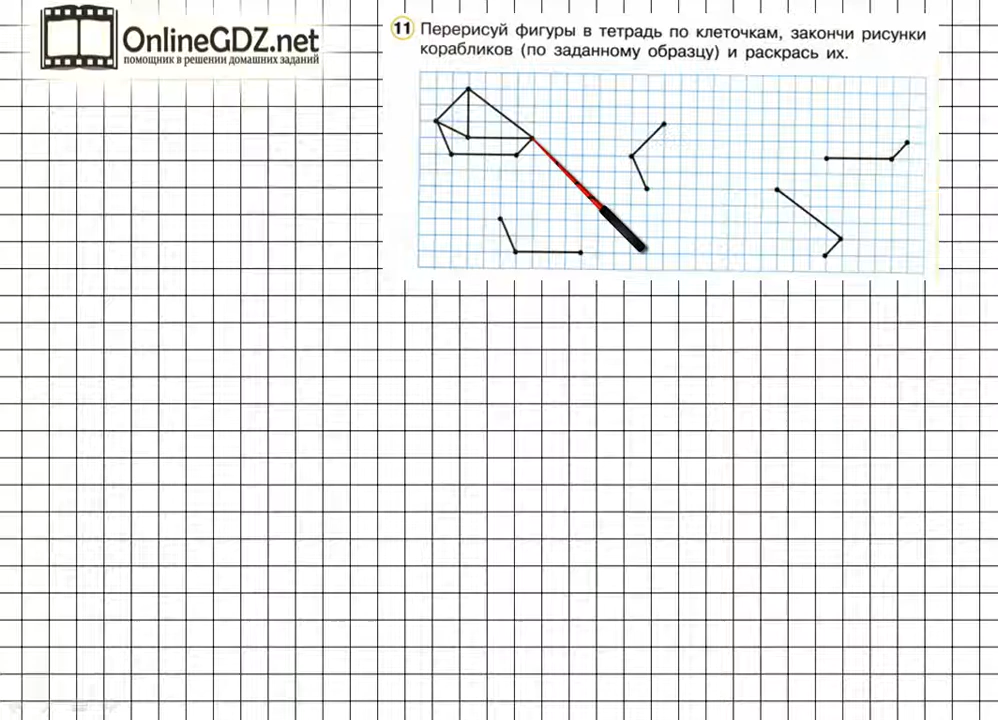 OnlineGDZ.net
помощник в решении домашних заданий
11 Перерисуй фигуры в тетрадь по клеточкам, закончи рисунки
корабликов (по заданному образцу) и раскрась их.